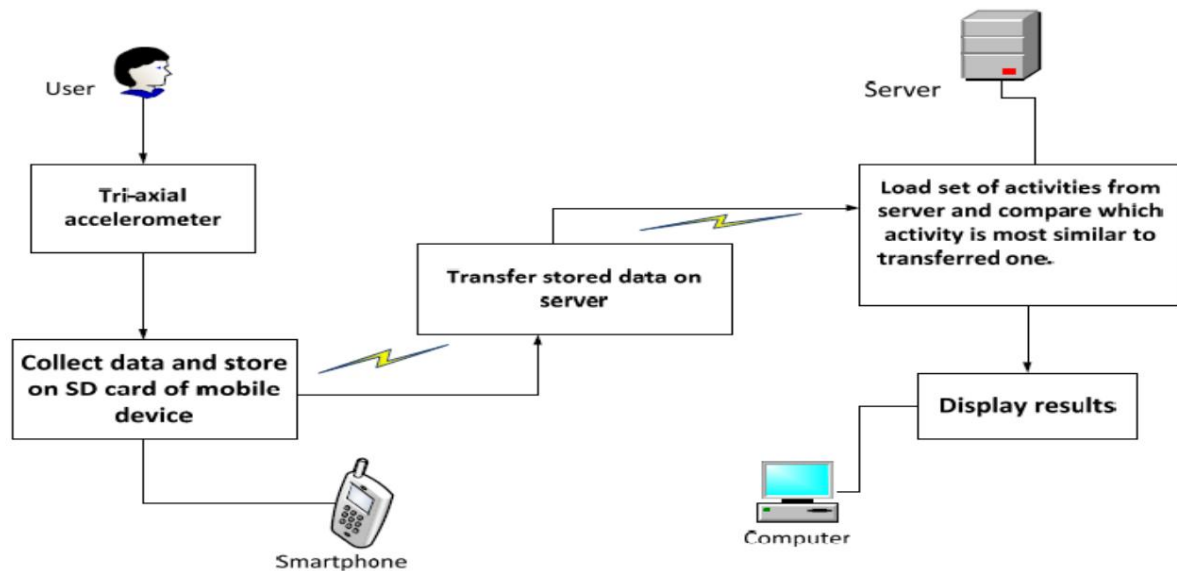 User
Tri-axial
accelerometer
Collect data and store
on SD card of mobile
device
Smartphone
Transfer stored data on
server
Server
Load set of activities from
server and compare which
activity is most similar to
transferred one.
Display results
Computer